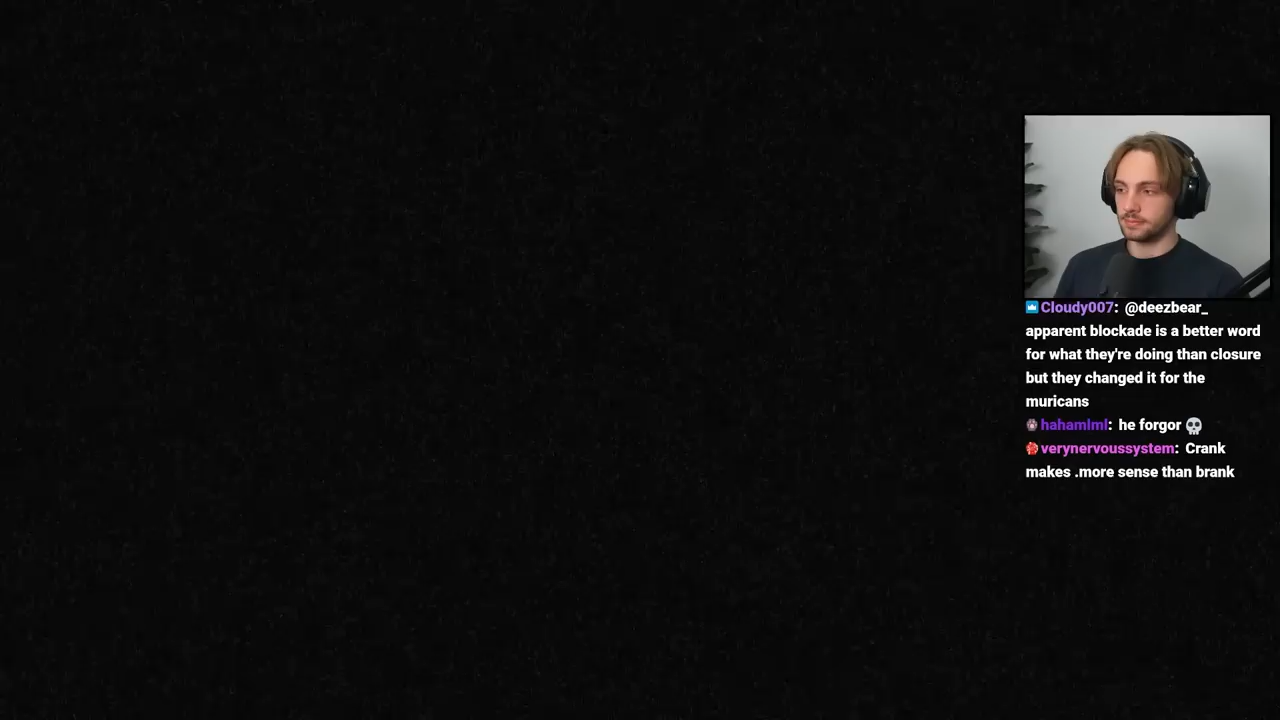 Cloudy007: @deezbear_
apparent blockade is a better word
for what they're doing than closure
but they changed it for the
muricans
hahamlml: he forgor 💀
verynervoussystem: Crank
makes .more sense than brank